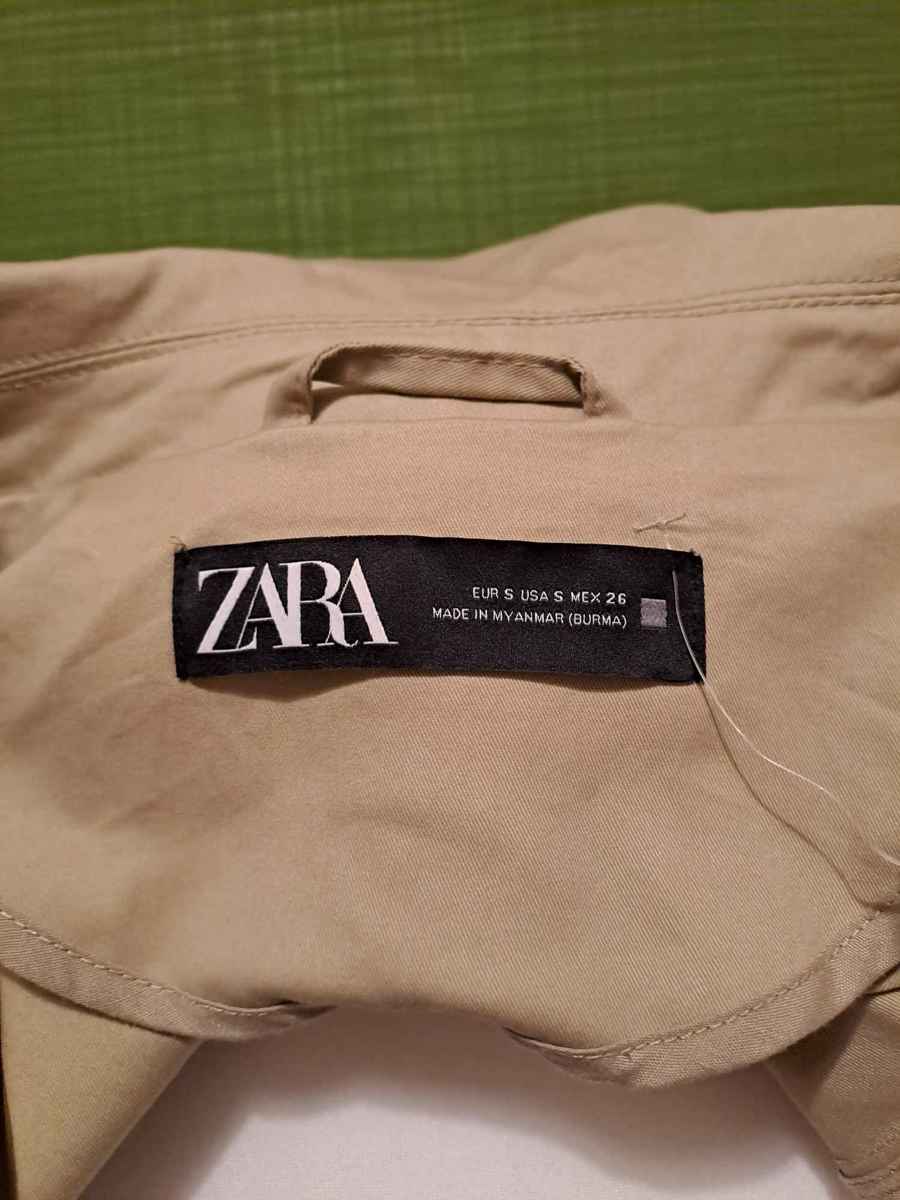 ZARA
EUR S USA S MEX 26
MADE IN MYANMAR (BURMA)